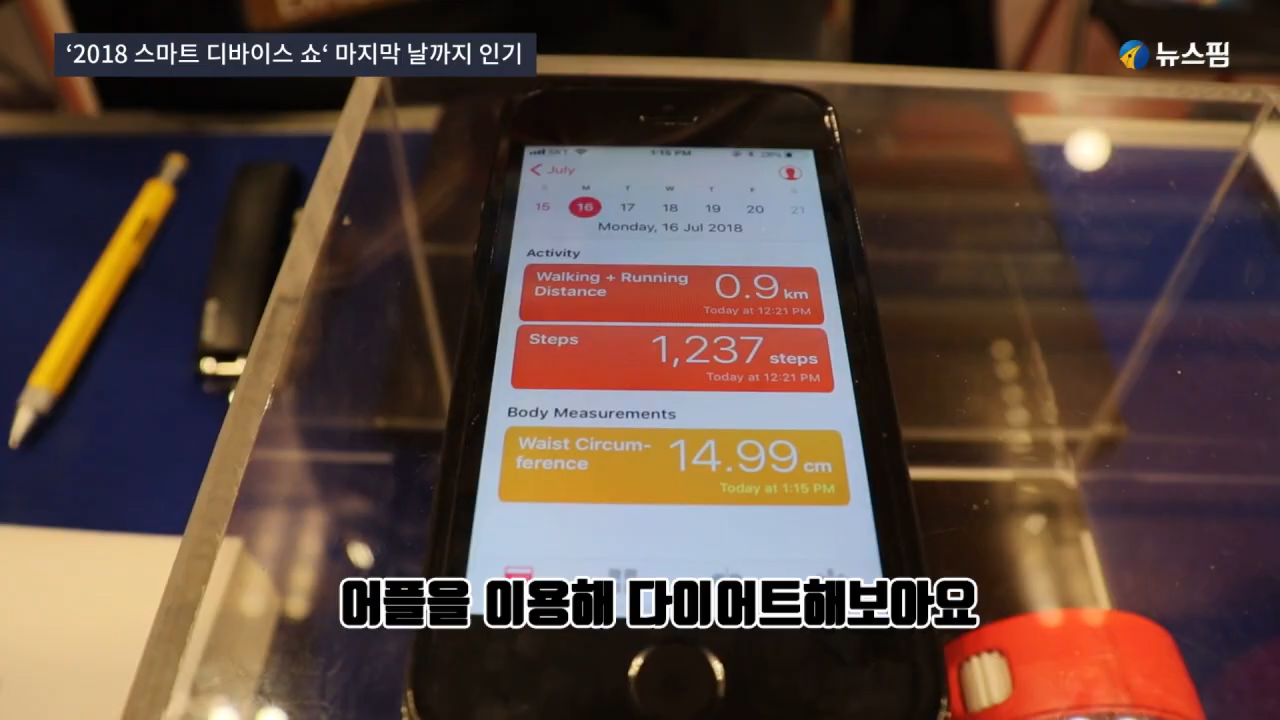 ‘2018 스마트 디바이스 쇼‘ 마지막 날까지 인기
뉴스핌
SKT 1:15 PM
July
S M T W T F S
15 16 17 18 19 20 21
Monday, 16 Jul 2018
Activity
Walking + Running
Distance
0.9 km
Today at 12:21 PM
Steps
1,237 steps
Today at 12:21 PM
Body Measurements
Waist Circum-
ference
14.99 cm
Today at 1:15 PM
어플을 이용해 다이어트해보아요